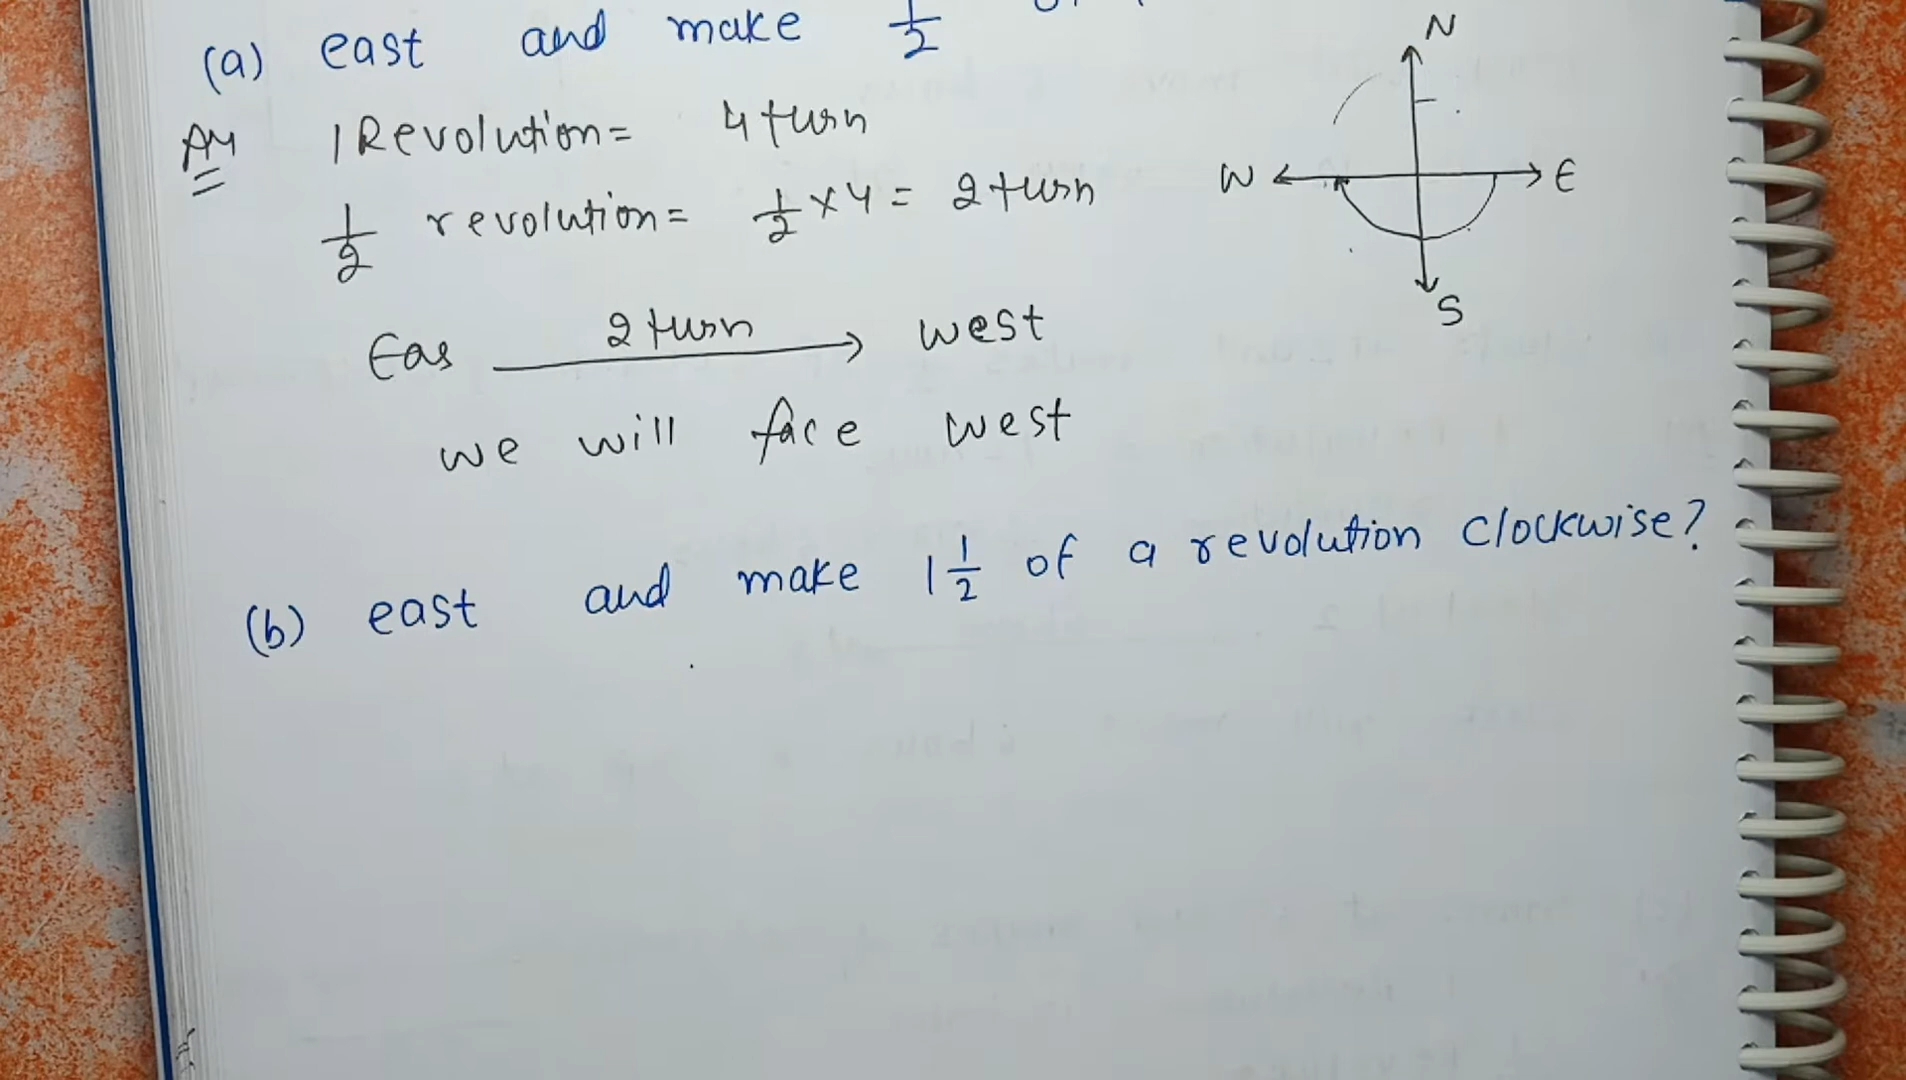 (a) east and make 1/2
N
Ans 1 Revolution = 4 turn
W E
1/2 revolution = 1/2 × 4 = 2 turn
S
Eas 2 turn → west
we will face west
(b) east and make 1 1/2 of a revolution clockwise?